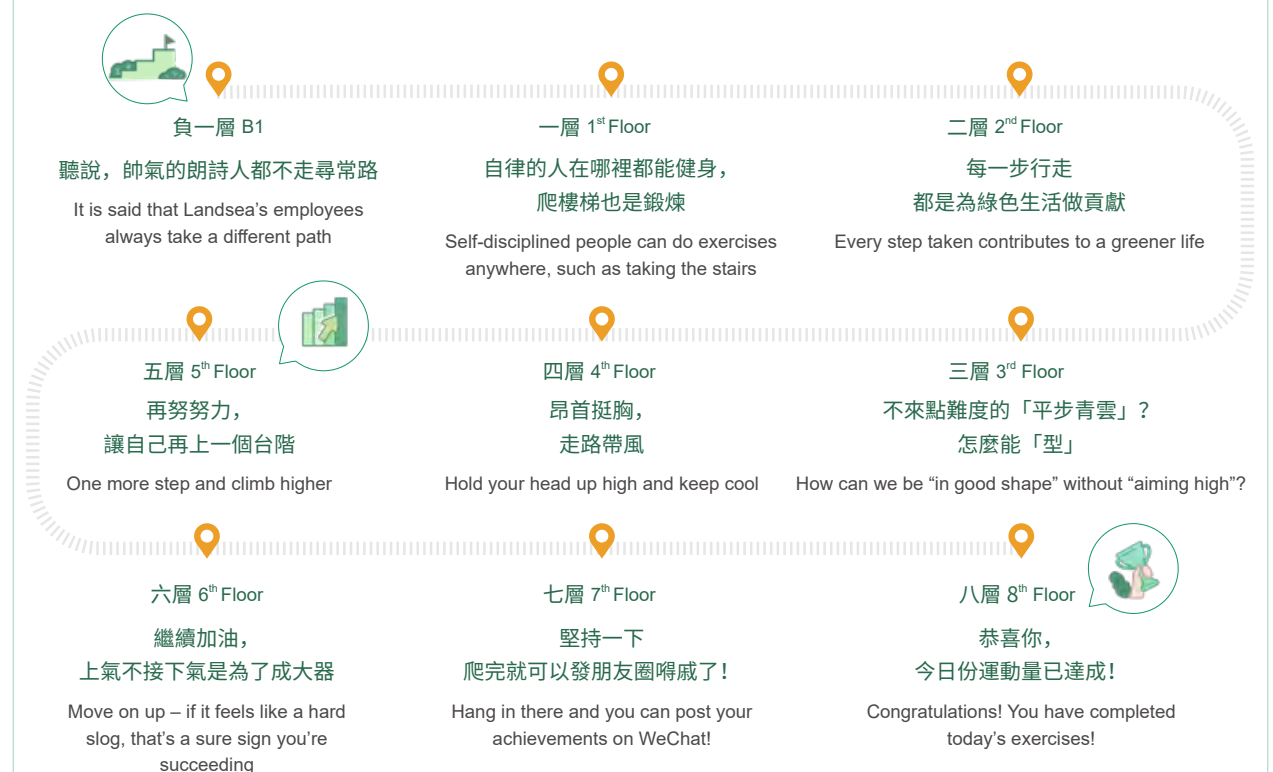 負一層 B1
聽說，帥氣的朗詩人都不走尋常路
It is said that Landsea’s employees
always take a different path
一層 1st Floor
自律的人在哪裡都能健身，
爬樓梯也是鍛煉
Self-disciplined people can do exercises
anywhere, such as taking the stairs
二層 2nd Floor
每一步行走
都是為綠色生活做貢獻
Every step taken contributes to a greener life
三層 3rd Floor
不來點難度的「平步青雲」？
怎麼能「型」
How can we be “in good shape” without “aiming high”?
四層 4th Floor
昂首挺胸，
走路帶風
Hold your head up high and keep cool
五層 5th Floor
再努努力，
讓自己再上一個台階
One more step and climb higher
六層 6th Floor
繼續加油，
上氣不接下氣是為了成大器
Move on up – if it feels like a hard
slog, that’s a sure sign you’re
succeeding
七層 7th Floor
堅持一下
爬完就可以發朋友圈嘚瑟了！
Hang in there and you can post your
achievements on WeChat!
八層 8th Floor
恭喜你，
今日份運動量已達成！
Congratulations! You have completed
today’s exercises!